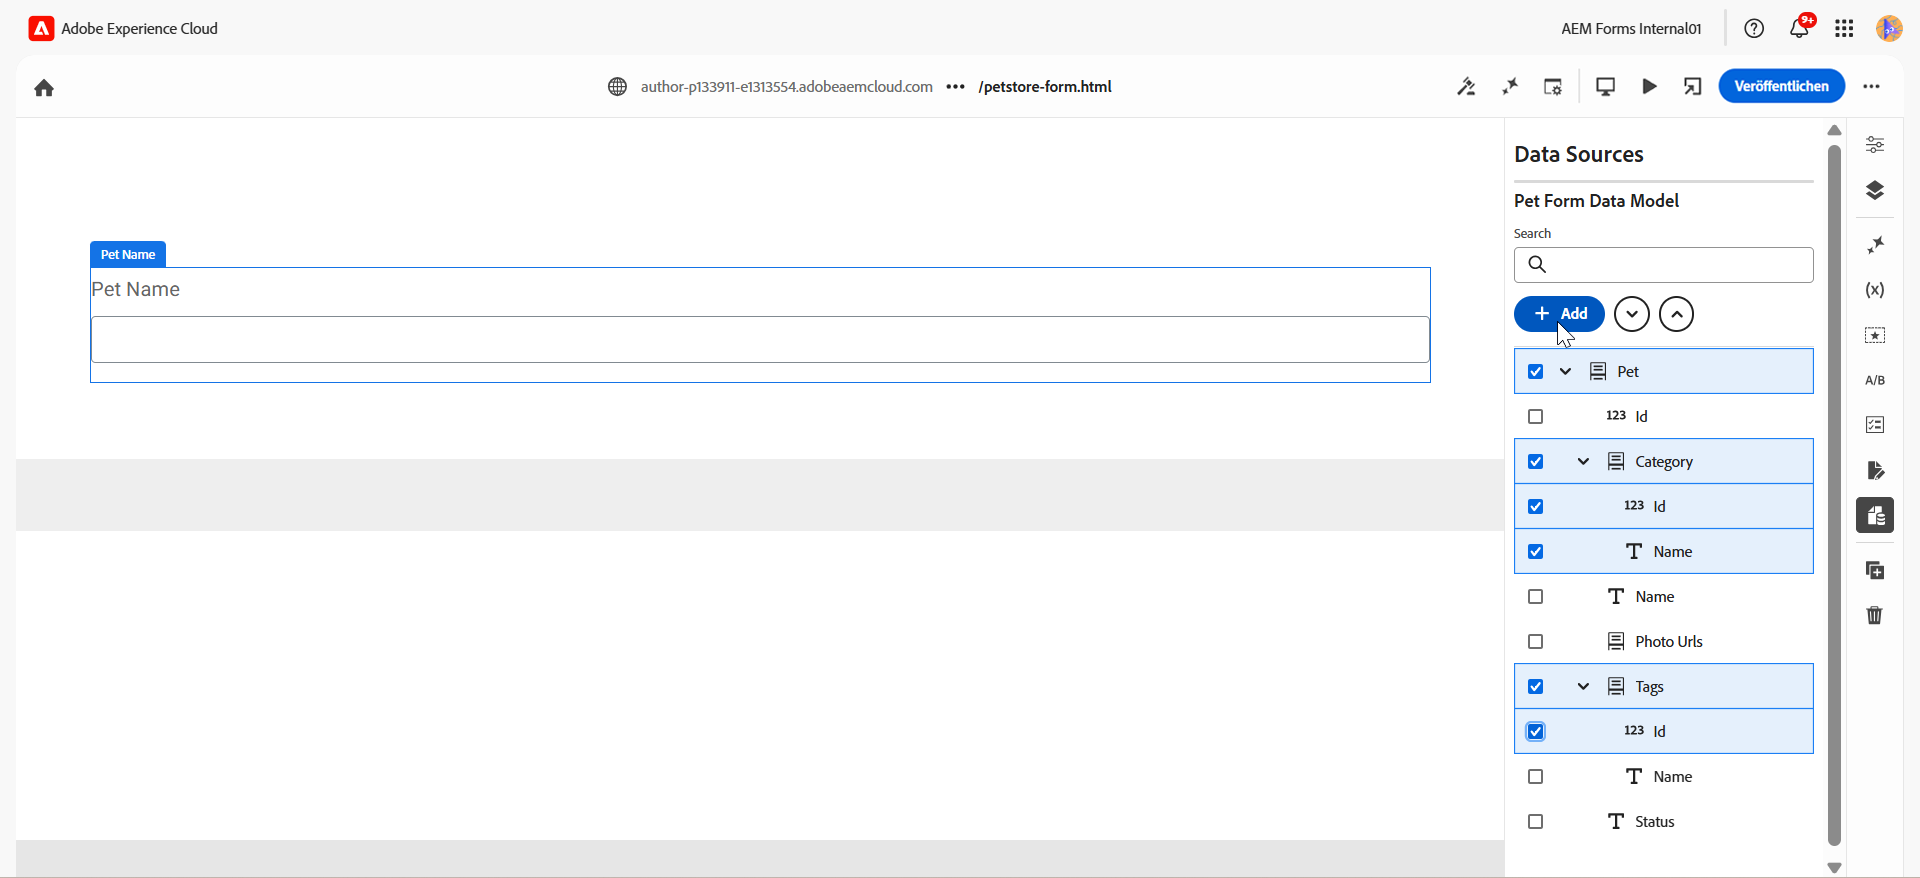 Adobe Experience Cloud
AEM Forms Internal01
9+
author-p133911-e1313554.adobeaemcloud.com ••• /petstore-form.html
Veröffentlichen
Data Sources
Pet Form Data Model
Search
Add
Pet Name
Pet Name
Pet
123 Id
Category
123 Id
Name
Name
Photo Urls
Tags
123 Id
Name
Status
(x)
A/B